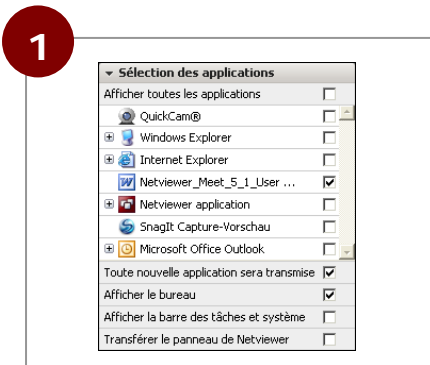 1
Sélection des applications
Afficher toutes les applications
QuickCam®
Windows Explorer
Internet Explorer
Netviewer_Meet_5_1_User ...
Netviewer application
SnagIt Capture-Vorschau
Microsoft Office Outlook
Toute nouvelle application sera transmise
Afficher le bureau
Afficher la barre des tâches et système
Transférer le panneau de Netviewer